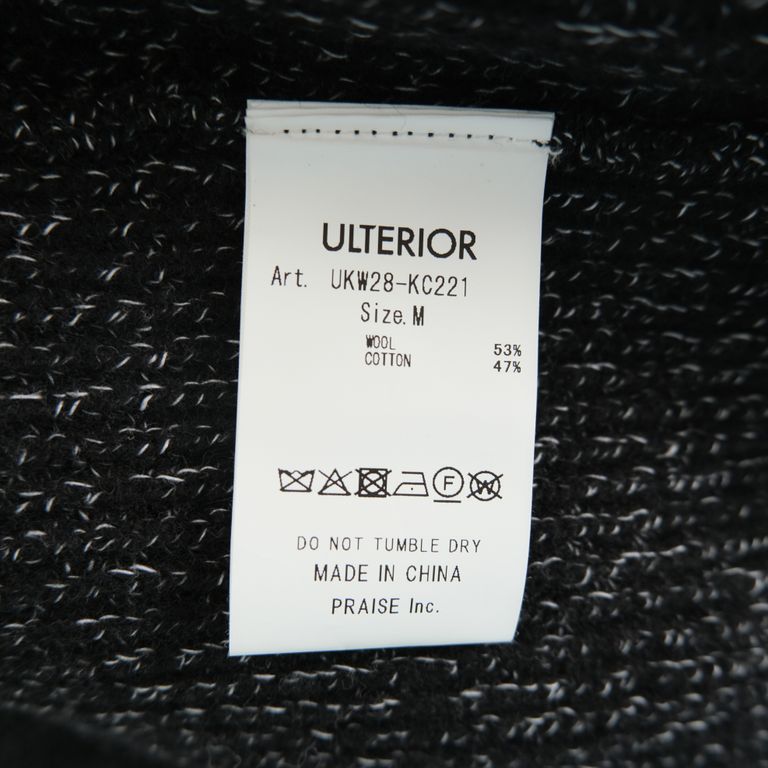 ULTERIOR
Art. UKW28-KC221
Size.M
WOOL 53%
COTTON 47%
F W
DO NOT TUMBLE DRY
MADE IN CHINA
PRAISE Inc.